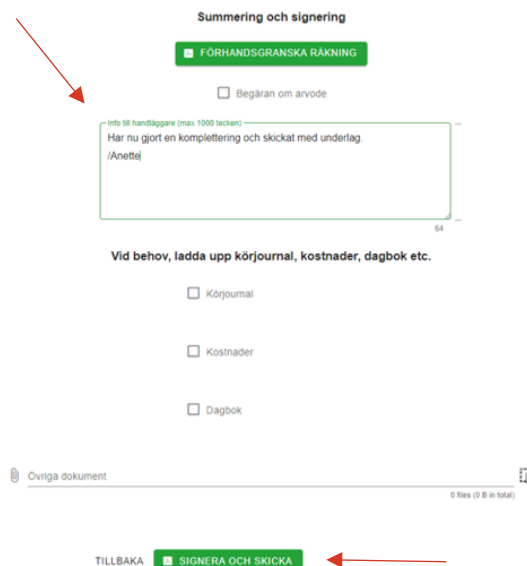 Summering och signering
FÖRHANDSGRANSKA RÄKNING
Begäran om arvode
Info till handläggare (max 1000 tecken)
Har nu gjort en komplettering och skickat med underlag.
/Anette
64
Vid behov, ladda upp körjournal, kostnader, dagbok etc.
Körjournal
Kostnader
Dagbok
Övriga dokument
0 files (0 B in total)
TILLBAKA SIGNERA OCH SKICKA